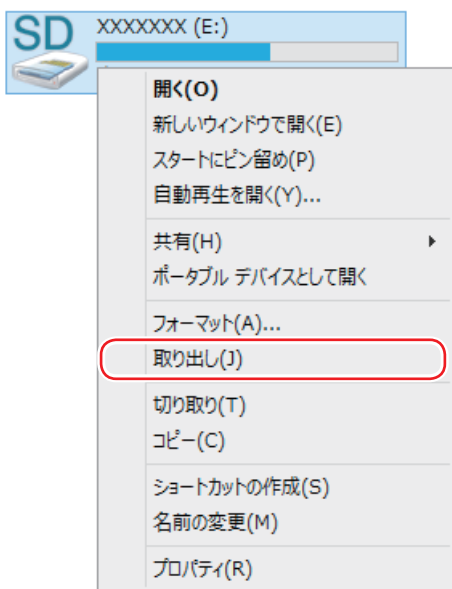 SD XXXXXXX (E:)
開く(O)
新しいウィンドウで開く(E)
スタートにピン留め(P)
自動再生を開く(Y)...
共有(H)
ポータブル デバイスとして開く
フォーマット(A)...
取り出し(J)
切り取り(T)
コピー(C)
ショートカットの作成(S)
名前の変更(M)
プロパティ(R)